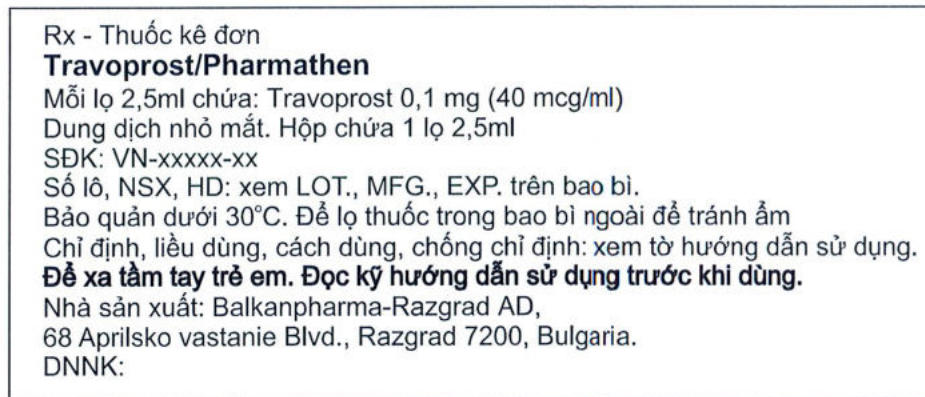 Rx - Thuốc kê đơn
Travoprost/Pharmathen
Mỗi lọ 2,5ml chứa: Travoprost 0,1 mg (40 mcg/ml)
Dung dịch nhỏ mắt. Hộp chứa 1 lọ 2,5ml
SĐK: VN-xxxxx-xx
Số lô, NSX, HD: xem LOT., MFG., EXP. trên bao bì.
Bảo quản dưới 30°C. Để lọ thuốc trong bao bì ngoài để tránh ẩm
Chỉ định, liều dùng, cách dùng, chống chỉ định: xem tờ hướng dẫn sử dụng.
Để xa tầm tay trẻ em. Đọc kỹ hướng dẫn sử dụng trước khi dùng.
Nhà sản xuất: Balkanpharma-Razgrad AD,
68 Aprilsko vastanie Blvd., Razgrad 7200, Bulgaria.
DNNK: